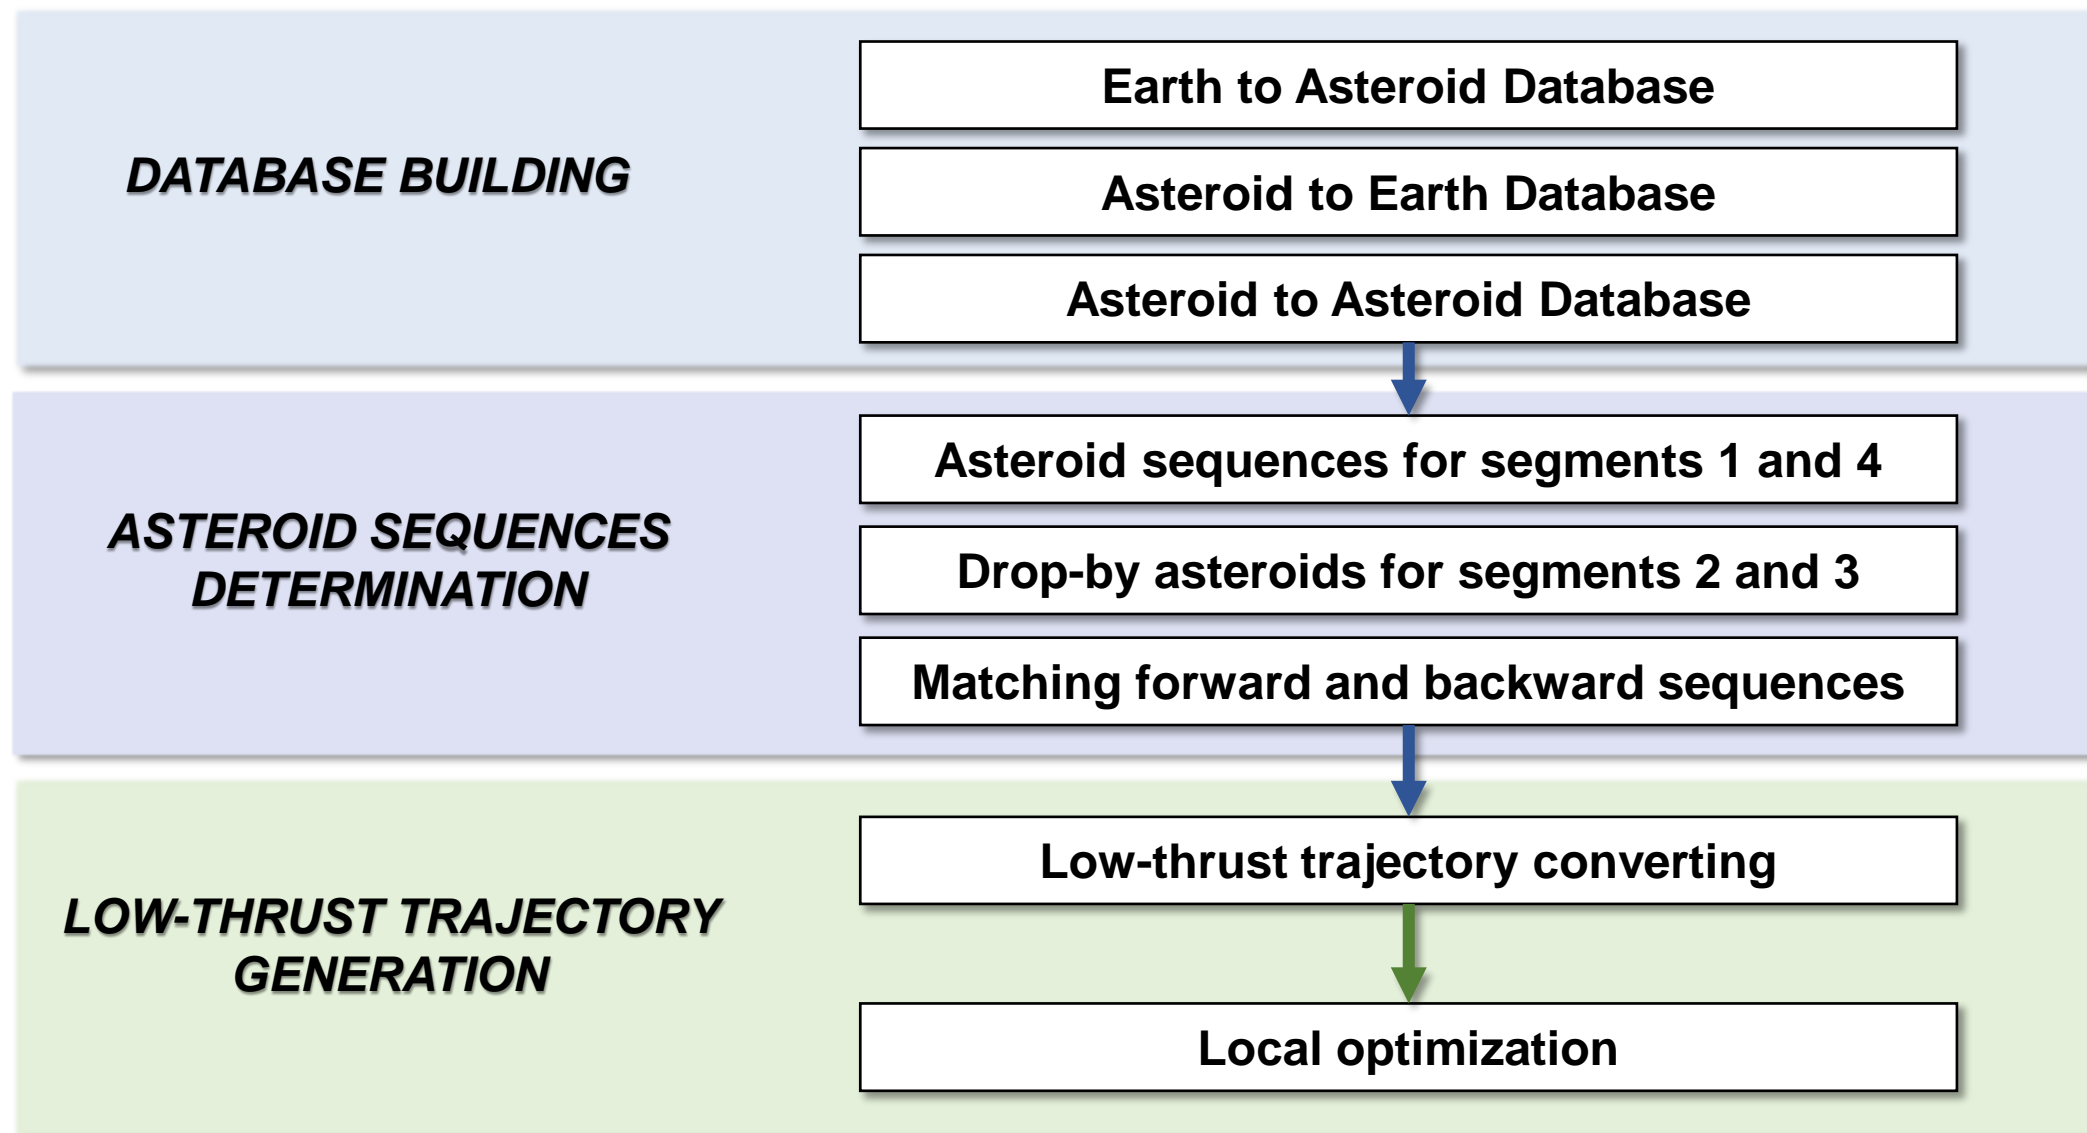 DATABASE BUILDING
Earth to Asteroid Database
Asteroid to Earth Database
Asteroid to Asteroid Database
ASTEROID SEQUENCES
DETERMINATION
Asteroid sequences for segments 1 and 4
Drop-by asteroids for segments 2 and 3
Matching forward and backward sequences
LOW-THRUST TRAJECTORY
GENERATION
Low-thrust trajectory converting
Local optimization